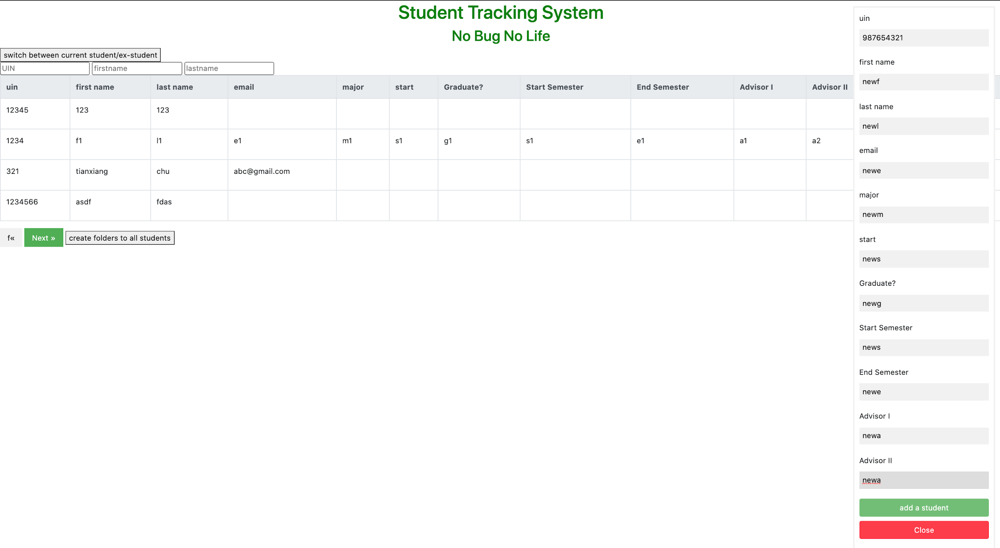 Student Tracking System
No Bug No Life
switch between current student/ex-student
UIN firstname lastname
uin first name last name email major start Graduate? Start Semester End Semester Advisor I Advisor II
12345 123 123
1234 f1 l1 e1 m1 s1 g1 s1 e1 a1 a2
321 tianxiang chu abc@gmail.com
1234566 asdf fdas
f« Next » create folders to all students
uin
987654321
first name
newf
last name
newl
email
newe
major
newm
start
news
Graduate?
newg
Start Semester
news
End Semester
newe
Advisor I
newa
Advisor II
newa
add a student
Close